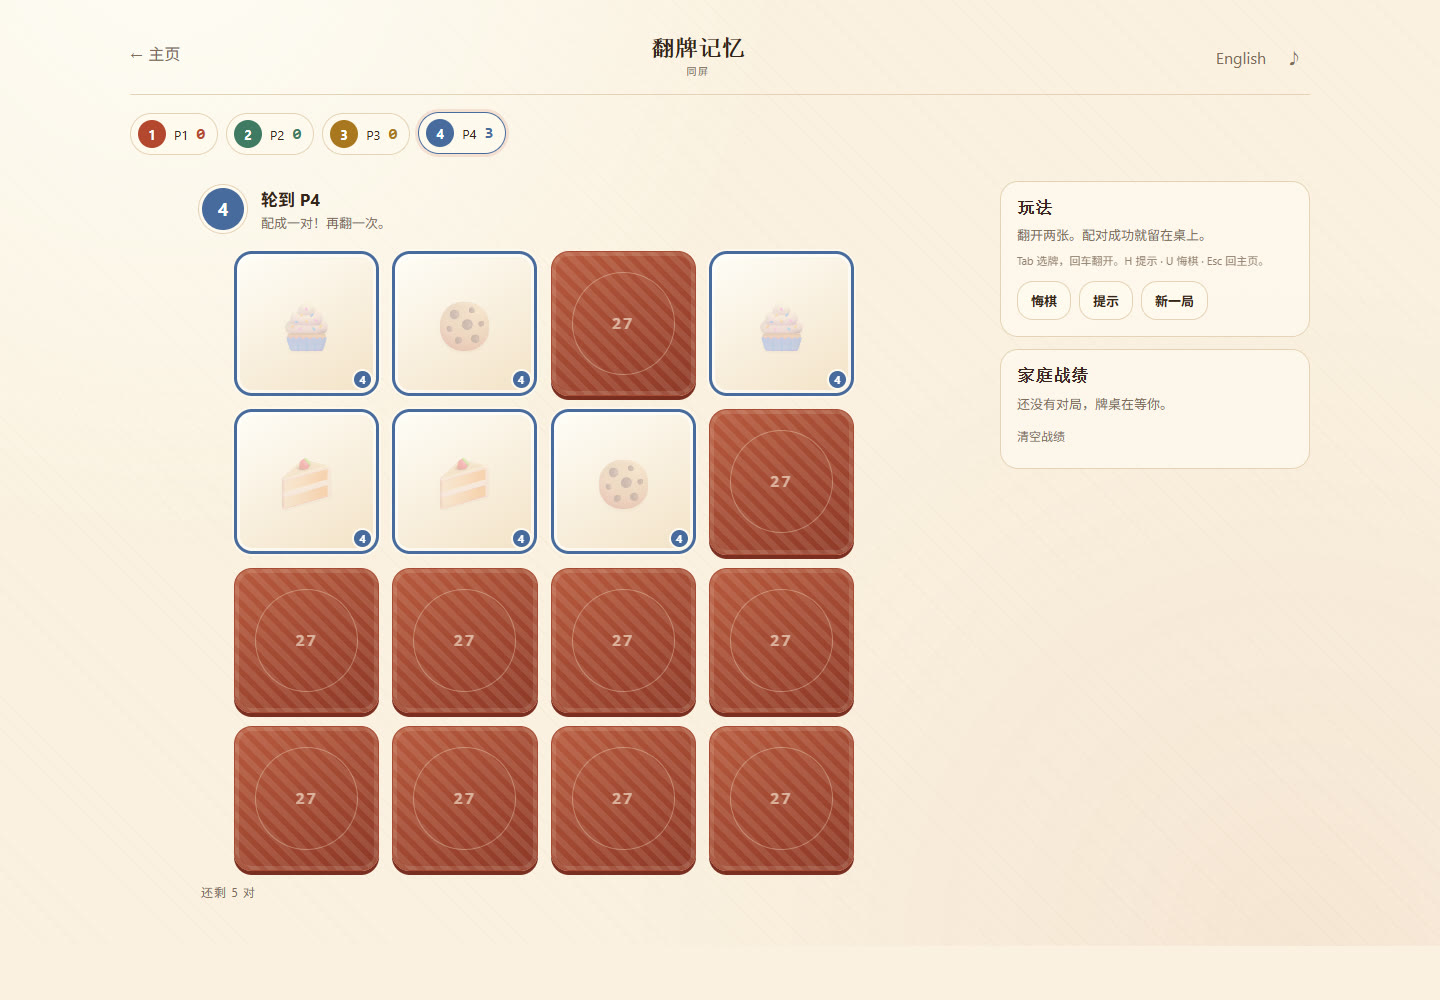 ← 主页
翻牌记忆
同屏
English ♪
1 P1 0 2 P2 0 3 P3 0 4 P4 3
4
轮到 P4
配成一对！再翻一次。
4 4 27 4
4 4 4 27
27 27 27 27
27 27 27 27
还剩 5 对
玩法
翻开两张。配对成功就留在桌上。
Tab 选牌，回车翻开。H 提示 · U 悔棋 · Esc 回主页。
悔棋 提示 新一局
家庭战绩
还没有对局，牌桌在等你。
清空战绩